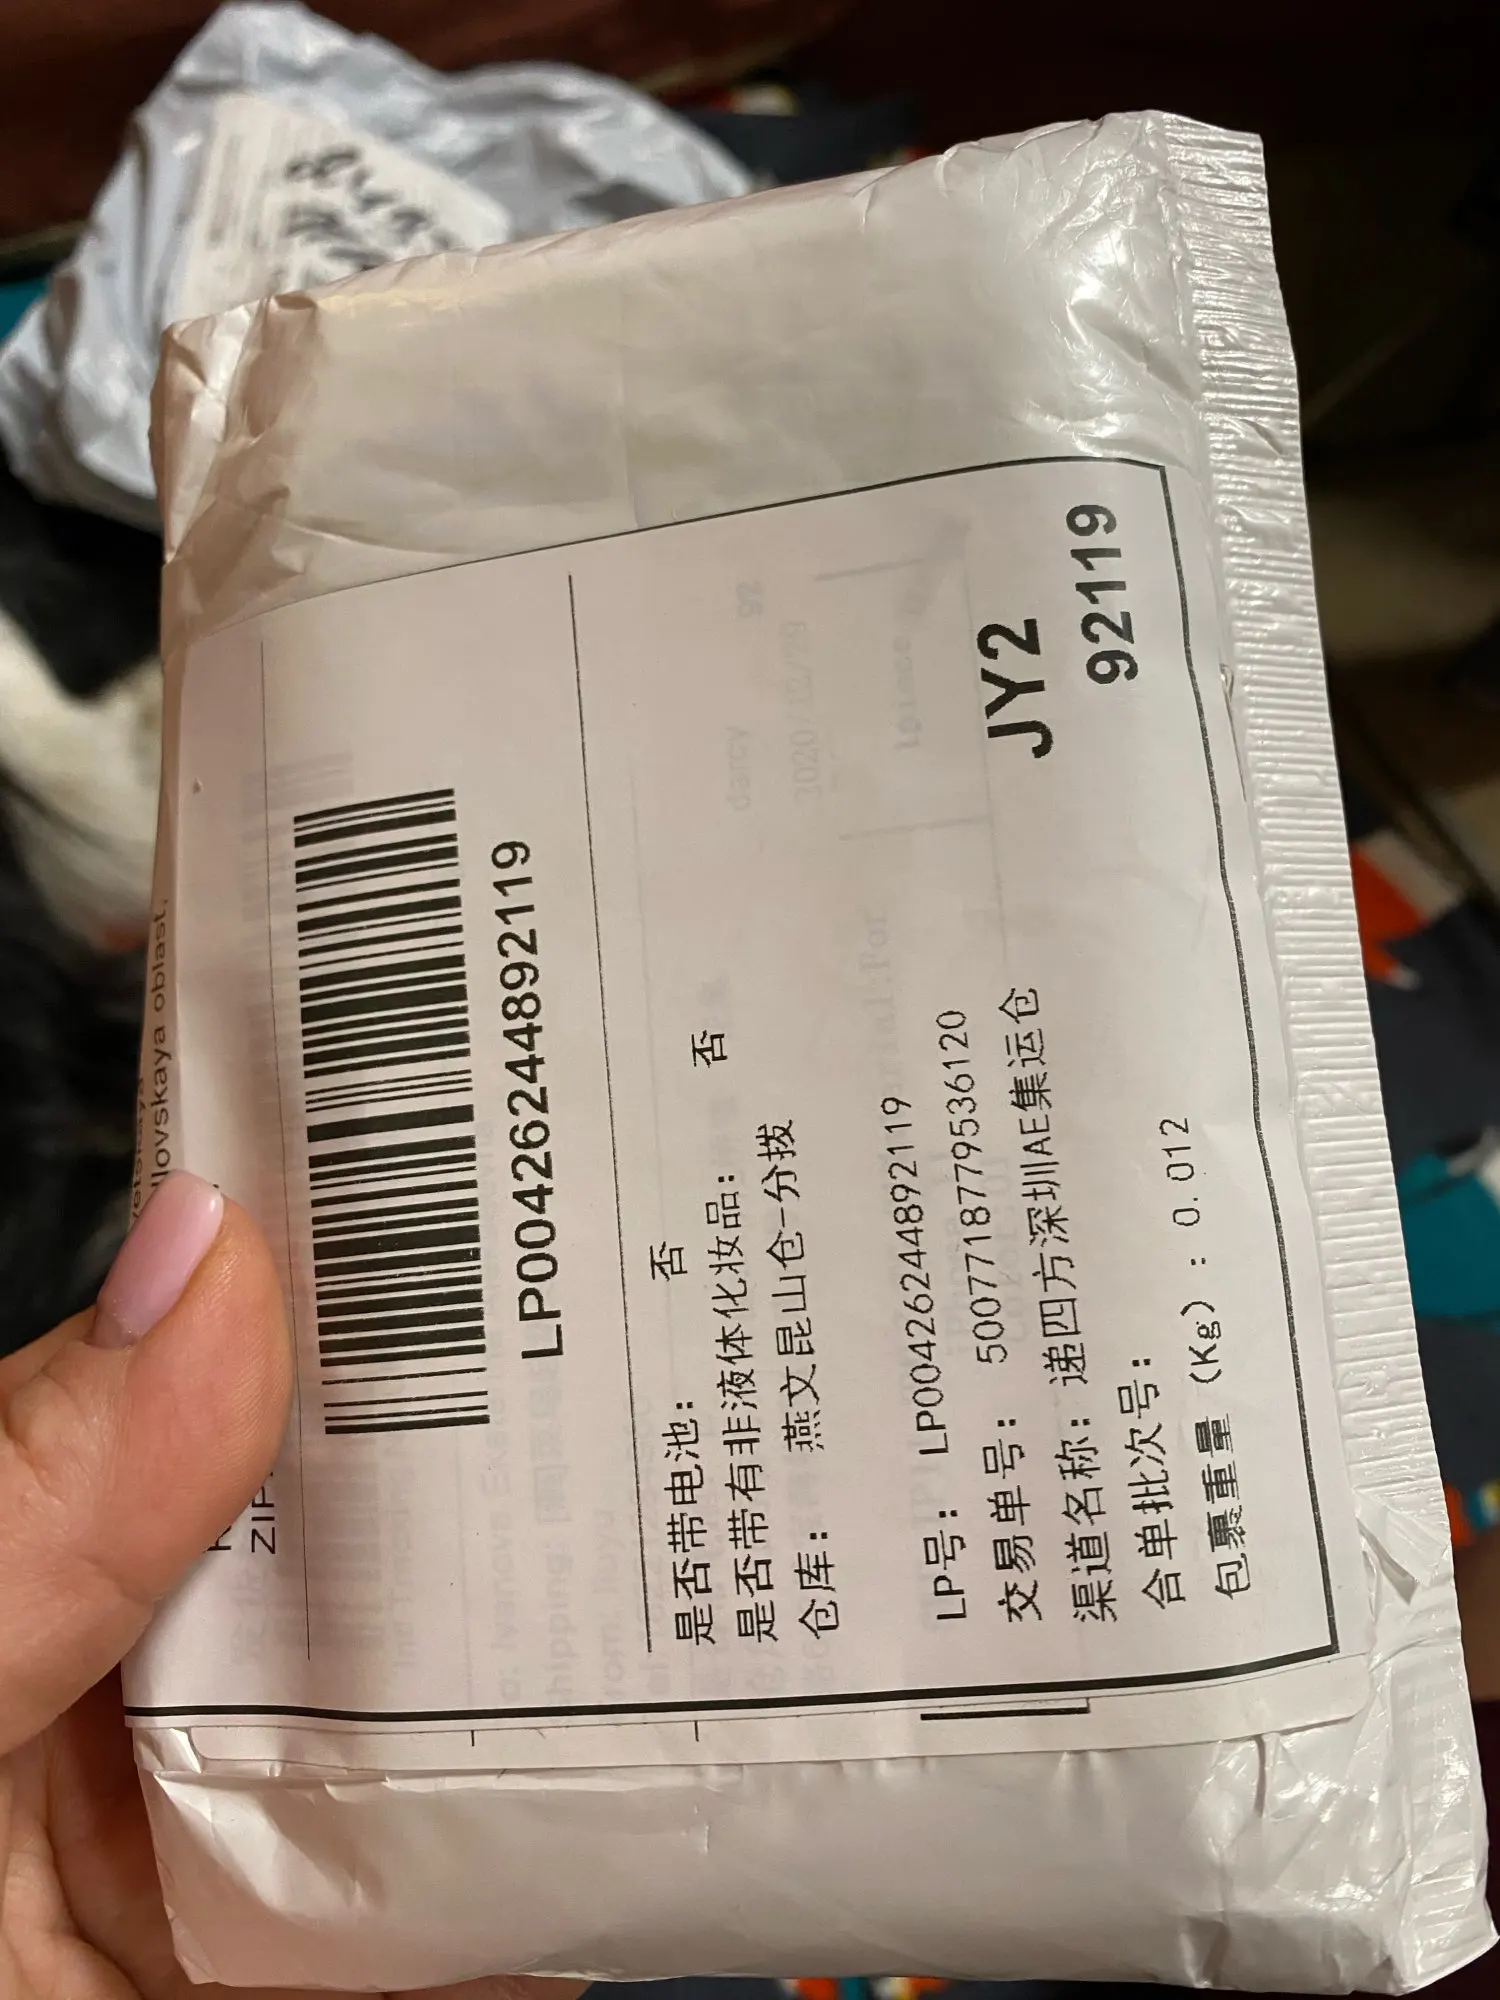 lovskaya oblast,
ZIP
LP00426244892119
是否带电池： 否
是否带有非液体化妆品： 否
仓库： 燕文昆山仓-分拨
LP号： LP00426244892119
交易单号： 5007718779536120
渠道名称：递四方深圳AE集运仓
合单批次号：
包裹重量（Kg）: 0.012
JY2
92119